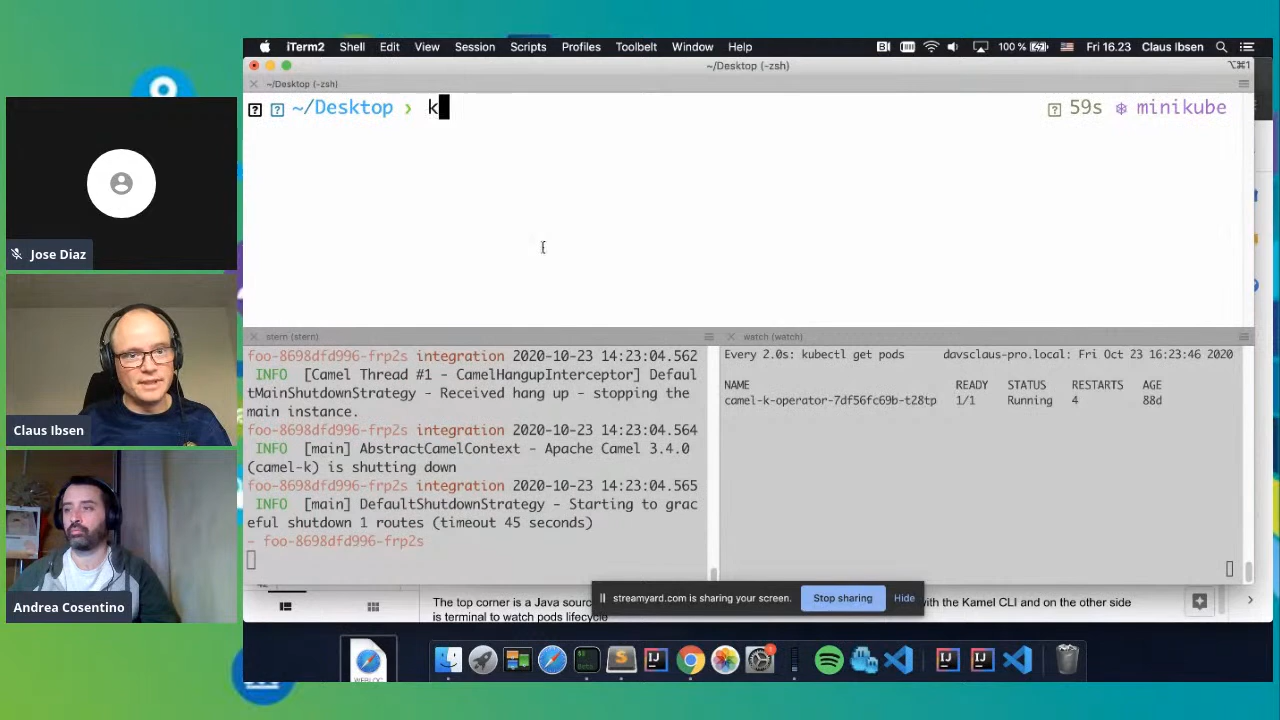 iTerm2 Shell Edit View Session Scripts Profiles Toolbelt Window Help 100 % Fri 16.23 Claus Ibsen
~/Desktop (-zsh) ⌥⌘1
~/Desktop (-zsh)
~/Desktop › k 59s minikube
Jose Diaz
Claus Ibsen
Andrea Cosentino
stern (stern)
foo-8698dfd996-frp2s integration 2020-10-23 14:23:04.562
INFO [Camel Thread #1 - CamelHangupInterceptor] Defaul
tMainShutdownStrategy - Received hang up - stopping the
main instance.
foo-8698dfd996-frp2s integration 2020-10-23 14:23:04.564
INFO [main] AbstractCamelContext - Apache Camel 3.4.0
(camel-k) is shutting down
foo-8698dfd996-frp2s integration 2020-10-23 14:23:04.565
INFO [main] DefaultShutdownStrategy - Starting to grac
eful shutdown 1 routes (timeout 45 seconds)
- foo-8698dfd996-frp2s
watch (watch)
Every 2.0s: kubectl get pods davsclaus-pro.local: Fri Oct 23 16:23:46 2020
NAME READY STATUS RESTARTS AGE
camel-k-operator-7df56fc69b-t28tp 1/1 Running 4 88d
streamyard.com is sharing your screen. Stop sharing Hide
The top corner is a Java sourc with the Kamel CLI and on the other side
is terminal to watch pods lifecycle